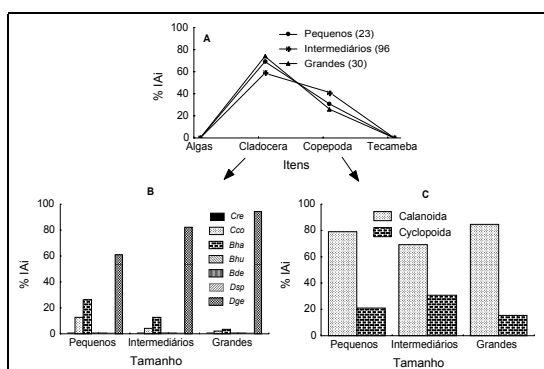 A
Pequenos (23)
Intermediários (96
Grandes (30)
% IAi
100
80
60
40
20
0
Algas Cladocera Copepoda Tecameba
Itens
B
% IAi
100
80
60
40
20
0
Cre
Cco
Bha
Bhu
Bde
Dsp
Dge
Pequenos Intermediários Grandes
Tamanho
C
% IAi
100
80
60
40
20
0
Calanoida
Cyclopoida
Pequenos Intermediários Grandes
Tamanho